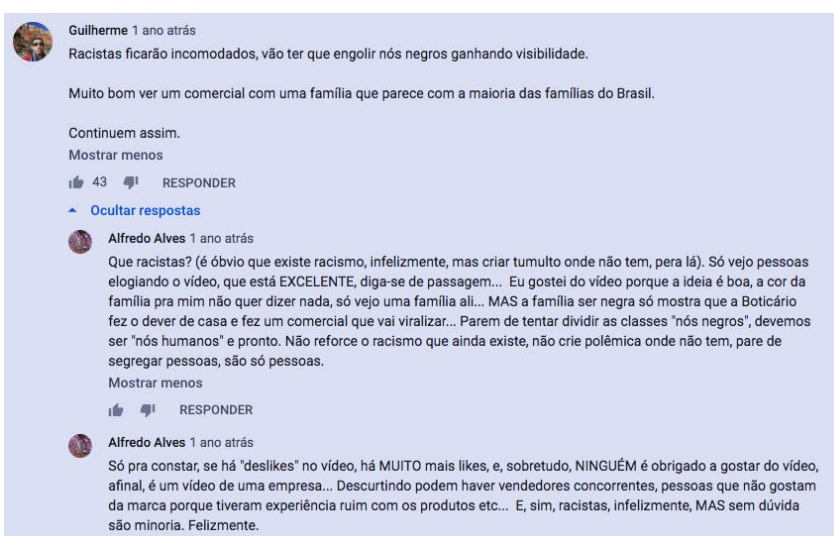 Guilherme 1 ano atrás
Racistas ficarão incomodados, vão ter que engolir nós negros ganhando visibilidade.
Muito bom ver um comercial com uma família que parece com a maioria das famílias do Brasil.
Continuem assim.
Mostrar menos
43 RESPONDER
Ocultar respostas
Alfredo Alves 1 ano atrás
Que racistas? (é óbvio que existe racismo, infelizmente, mas criar tumulto onde não tem, pera lá). Só vejo pessoas
elogiando o vídeo, que está EXCELENTE, diga-se de passagem... Eu gostei do vídeo porque a ideia é boa, a cor da
família pra mim não quer dizer nada, só vejo uma família ali... MAS a família ser negra só mostra que a Boticário
fez o dever de casa e fez um comercial que vai viralizar... Parem de tentar dividir as classes "nós negros", devemos
ser "nós humanos" e pronto. Não reforce o racismo que ainda existe, não crie polêmica onde não tem, pare de
segregar pessoas, são só pessoas.
Mostrar menos
RESPONDER
Alfredo Alves 1 ano atrás
Só pra constar, se há "deslikes" no vídeo, há MUITO mais likes, e, sobretudo, NINGUÉM é obrigado a gostar do vídeo,
afinal, é um vídeo de uma empresa... Descurtindo podem haver vendedores concorrentes, pessoas que não gostam
da marca porque tiveram experiência ruim com os produtos etc... E, sim, racistas, infelizmente, MAS sem dúvida
são minoria. Felizmente.